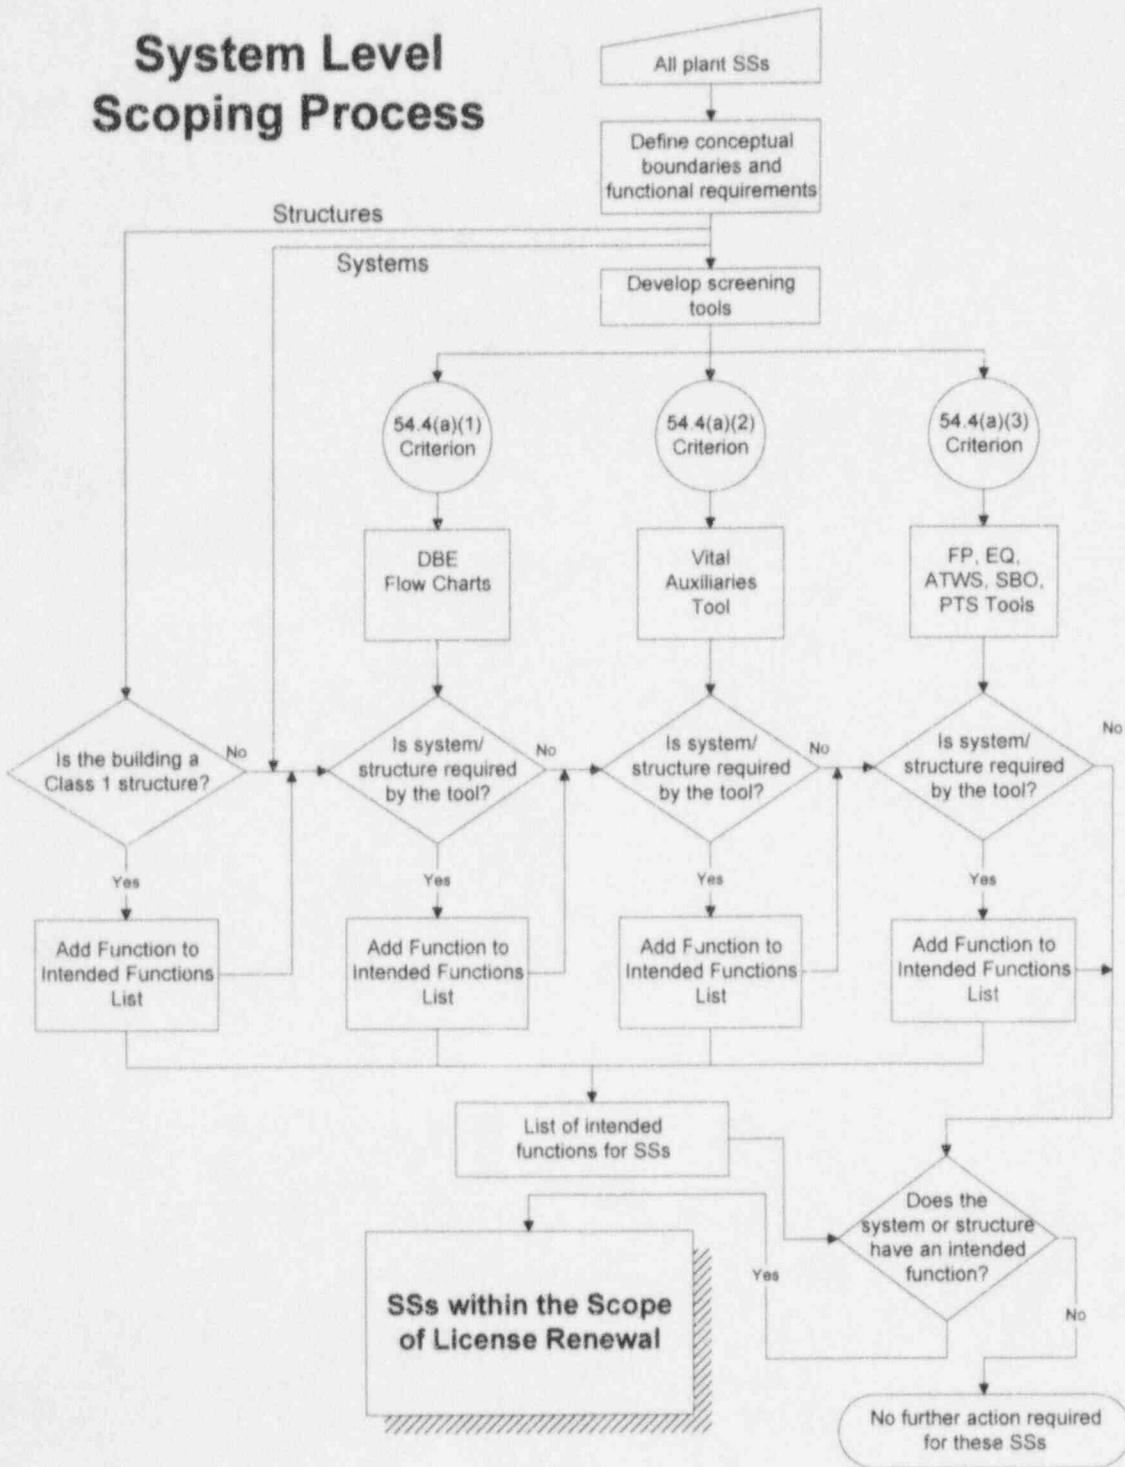 System Level
Scoping Process
All plant SSs
Define conceptual
boundaries and
functional requirements
Structures
Systems
Develop screening
tools
54.4(a)(1)
Criterion
54.4(a)(2)
Criterion
54.4(a)(3)
Criterion
DBE
Flow Charts
Vital
Auxiliaries
Tool
FP, EQ,
ATWS, SBO,
PTS Tools
Is the building a
Class 1 structure?
No
Is system/
structure required
by the tool?
No
Is system/
structure required
by the tool?
No
Is system/
structure required
by the tool?
No
Yes
Yes
Yes
Yes
Add Function to
Intended Functions
List
Add Function to
Intended Functions
List
Add Function to
Intended Functions
List
Add Function to
Intended Functions
List
List of intended
functions for SSs
Does the
system or structure
have an intended
function?
Yes
No
SSs within the Scope
of License Renewal
No further action required
for these SSs